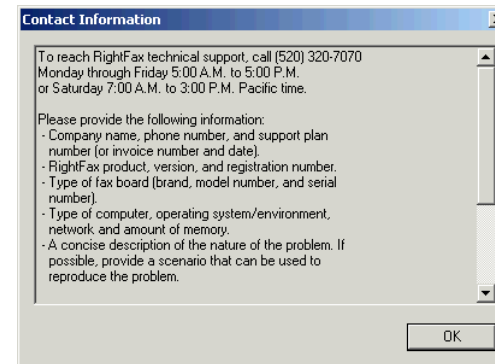 Contact Information
To reach RightFax technical support, call (520) 320-7070
Monday through Friday 5:00 A.M. to 5:00 P.M.
or Saturday 7:00 A.M. to 3:00 P.M. Pacific time.
Please provide the following information:
- Company name, phone number, and support plan
number (or invoice number and date).
- RightFax product, version, and registration number.
- Type of fax board (brand, model number, and serial
number).
- Type of computer, operating system/environment,
network and amount of memory.
- A concise description of the nature of the problem. If
possible, provide a scenario that can be used to
reproduce the problem.
OK